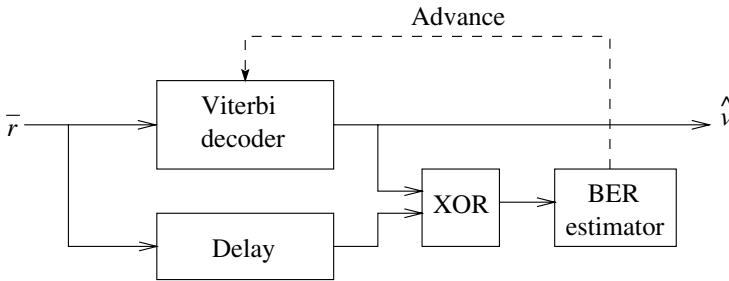 Advance
r̅
Viterbi
decoder
v̂
XOR
BER
estimator
Delay